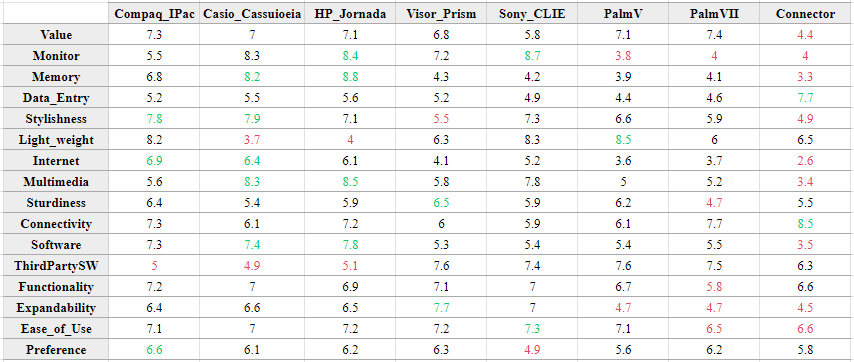 Compaq_IPac Casio_Cassuioeia HP_Jornada Visor_Prism Sony_CLIE PalmV PalmVII Connector
Value 7.3 7 7.1 6.8 5.8 7.1 7.4 4.4
Monitor 5.5 8.3 8.4 7.2 8.7 3.8 4 4
Memory 6.8 8.2 8.8 4.3 4.2 3.9 4.1 3.3
Data_Entry 5.2 5.5 5.6 5.2 4.9 4.4 4.6 7.7
Stylishness 7.8 7.9 7.1 5.5 7.3 6.6 5.9 4.9
Light_weight 8.2 3.7 4 6.3 8.3 8.5 6 6.5
Internet 6.9 6.4 6.1 4.1 5.2 3.6 3.7 2.6
Multimedia 5.6 8.3 8.5 5.8 7.8 5 5.2 3.4
Sturdiness 6.4 5.4 5.9 6.5 5.9 6.2 4.7 5.5
Connectivity 7.3 6.1 7.2 6 5.9 6.1 7.7 8.5
Software 7.3 7.4 7.8 5.3 5.4 5.4 5.5 3.5
ThirdPartySW 5 4.9 5.1 7.6 7.4 7.6 7.5 6.3
Functionality 7.2 7 6.9 7.1 7 6.7 5.8 6.6
Expandability 6.4 6.6 6.5 7.7 7 4.7 4.7 4.5
Ease_of_Use 7.1 7 7.2 7.2 7.3 7.1 6.5 6.6
Preference 6.6 6.1 6.2 6.3 4.9 5.6 6.2 5.8